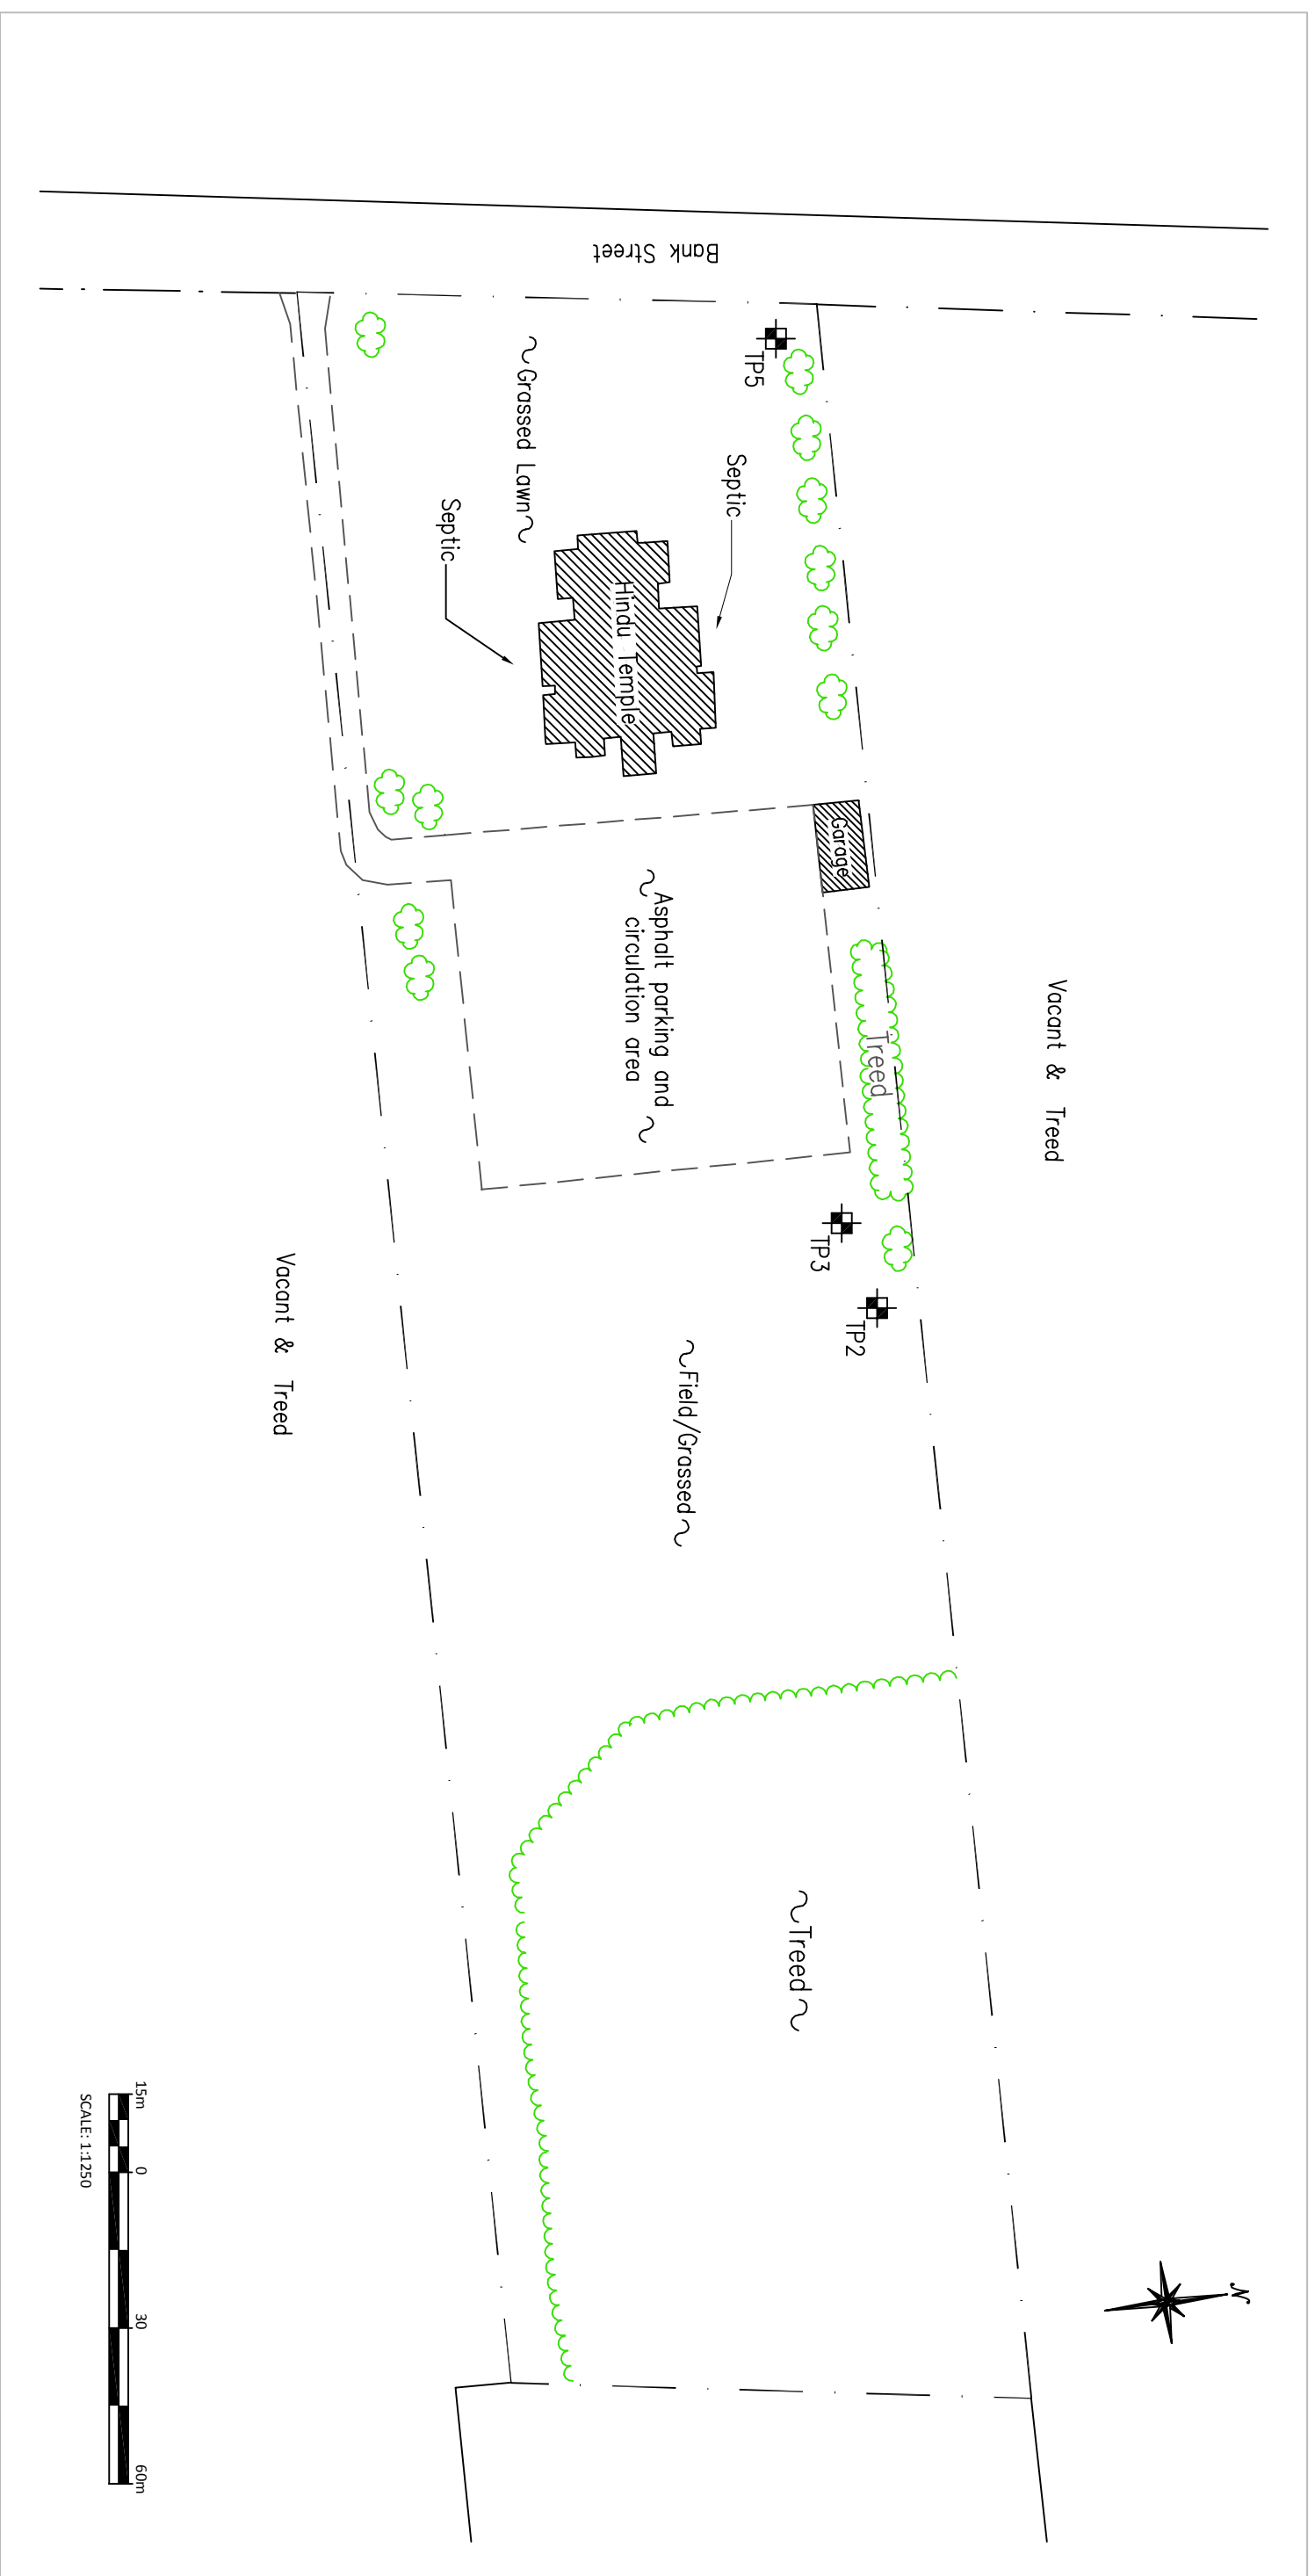 Bank Street
TP5
Septic
~Grassed Lawn~
Septic
Hindu Temple
Garage
~Asphalt parking and
circulation area ~
Treed
Vacant & Treed
TP3
TP2
~Field/Grassed~
Vacant & Treed
~Treed~
N
15m 0 30 60m
SCALE: 1:1250